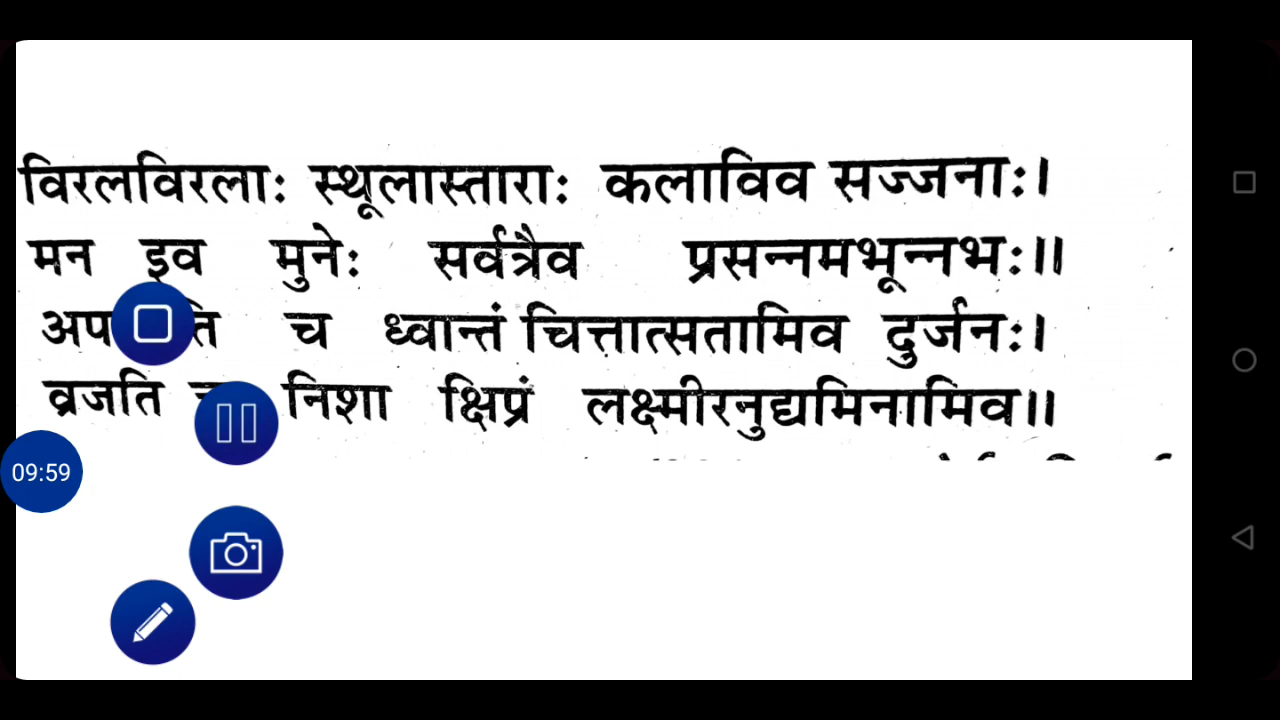 विरलविरलाः स्थूलास्ताराः कलाविव सज्जनाः।
मन इव मुनेः सर्वत्रैव प्रसन्नमभून्नभः॥
च ध्वान्तं चित्तात्सतामिव दुर्जनः।
व्रजति निशा क्षिप्रं लक्ष्मीरनुद्यमिनामिव॥
09:59